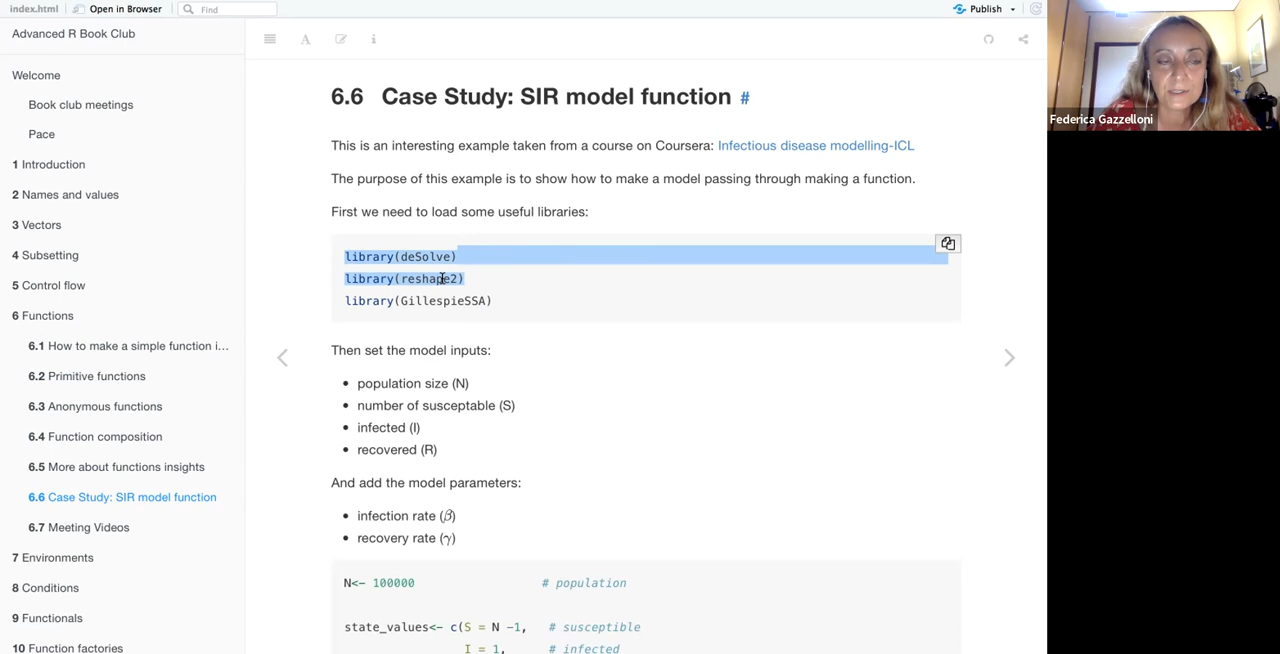 index.html
Open in Browser
Find
Publish
Advanced R Book Club
Welcome
Book club meetings
Pace
1 Introduction
2 Names and values
3 Vectors
4 Subsetting
5 Control flow
6 Functions
6.1 How to make a simple function i...
6.2 Primitive functions
6.3 Anonymous functions
6.4 Function composition
6.5 More about functions insights
6.6 Case Study: SIR model function
6.7 Meeting Videos
7 Environments
8 Conditions
9 Functionals
10 Function factories
6.6 Case Study: SIR model function #
This is an interesting example taken from a course on Coursera: Infectious disease modelling-ICL
The purpose of this example is to show how to make a model passing through making a function.
First we need to load some useful libraries:
library(deSolve)
library(reshape2)
library(GillespieSSA)
Then set the model inputs:
• population size (N)
• number of susceptable (S)
• infected (I)
• recovered (R)
And add the model parameters:
• infection rate (β)
• recovery rate (γ)
N<- 100000 # population
state_values<- c(S = N -1, # susceptible
I = 1, # infected
Federica Gazzelloni